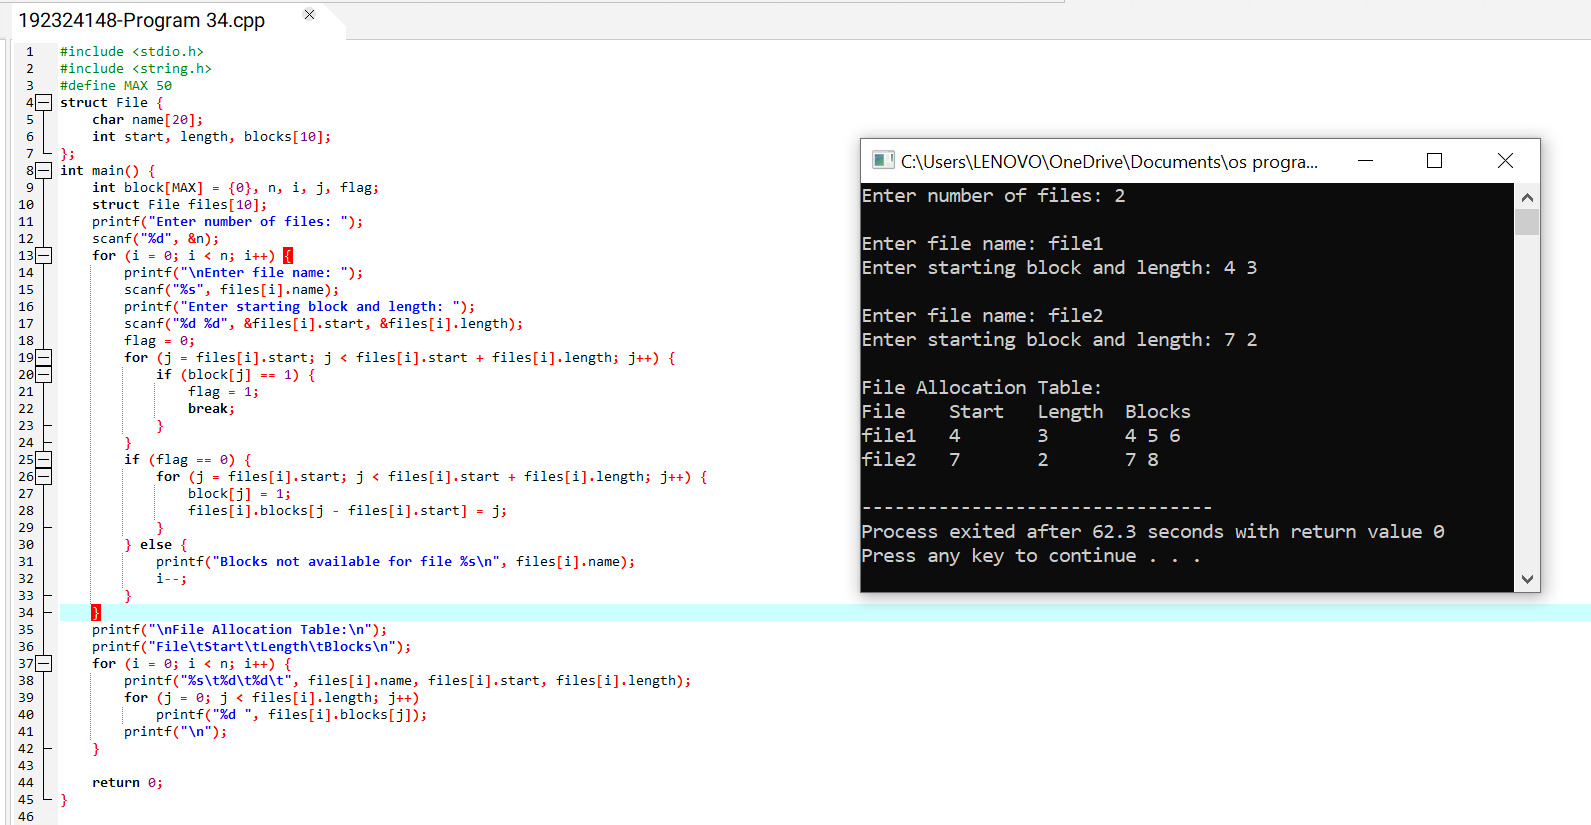 192324148-Program 34.cpp
1 #include <stdio.h>
2 #include <string.h>
3 #define MAX 50
4 struct File {
5     char name[20];
6     int start, length, blocks[10];
7 };
8 int main() {
9     int block[MAX] = {0}, n, i, j, flag;
10     struct File files[10];
11     printf("Enter number of files: ");
12     scanf("%d", &n);
13     for (i = 0; i < n; i++) {
14         printf("\nEnter file name: ");
15         scanf("%s", files[i].name);
16         printf("Enter starting block and length: ");
17         scanf("%d %d", &files[i].start, &files[i].length);
18         flag = 0;
19         for (j = files[i].start; j < files[i].start + files[i].length; j++) {
20             if (block[j] == 1) {
21                 flag = 1;
22                 break;
23             }
24         }
25         if (flag == 0) {
26             for (j = files[i].start; j < files[i].start + files[i].length; j++) {
27                 block[j] = 1;
28                 files[i].blocks[j - files[i].start] = j;
29             }
30         } else {
31             printf("Blocks not available for file %s\n", files[i].name);
32             i--;
33         }
34     }
35     printf("\nFile Allocation Table:\n");
36     printf("File\tStart\tLength\tBlocks\n");
37     for (i = 0; i < n; i++) {
38         printf("%s\t%d\t%d\t", files[i].name, files[i].start, files[i].length);
39         for (j = 0; j < files[i].length; j++)
40             printf("%d ", files[i].blocks[j]);
41         printf("\n");
42     }
43
44     return 0;
45 }
46
C:\Users\LENOVO\OneDrive\Documents\os progra...
Enter number of files: 2
Enter file name: file1
Enter starting block and length: 4 3
Enter file name: file2
Enter starting block and length: 7 2
File Allocation Table:
File    Start   Length  Blocks
file1   4       3       4 5 6
file2   7       2       7 8
--------------------------------
Process exited after 62.3 seconds with return value 0
Press any key to continue . . .